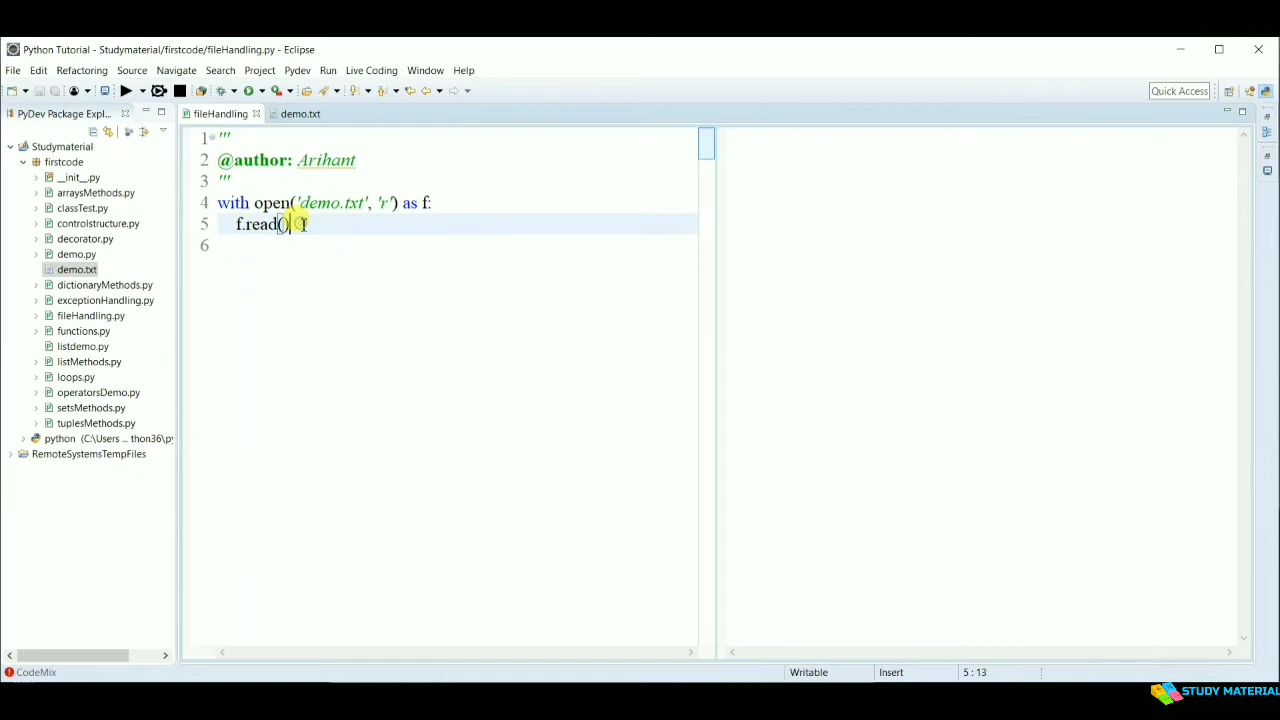 Python Tutorial - Studymaterial/firstcode/fileHandling.py - Eclipse
File Edit Refactoring Source Navigate Search Project Pydev Run Live Coding Window Help
Quick Access
PyDev Package Expl...
fileHandling
demo.txt
Studymaterial
firstcode
__init__.py
arraysMethods.py
classTest.py
controlstructure.py
decorator.py
demo.py
demo.txt
dictionaryMethods.py
exceptionHandling.py
fileHandling.py
functions.py
listdemo.py
listMethods.py
loops.py
operatorsDemo.py
setsMethods.py
tuplesMethods.py
python (C:\Users ... thon36\py
RemoteSystemsTempFiles
1 '''
2 @author: Arihant
3 '''
4 with open('demo.txt', 'r') as f:
5 f.read()
6
CodeMix
Writable
Insert
5 : 13
STUDY MATERIAL